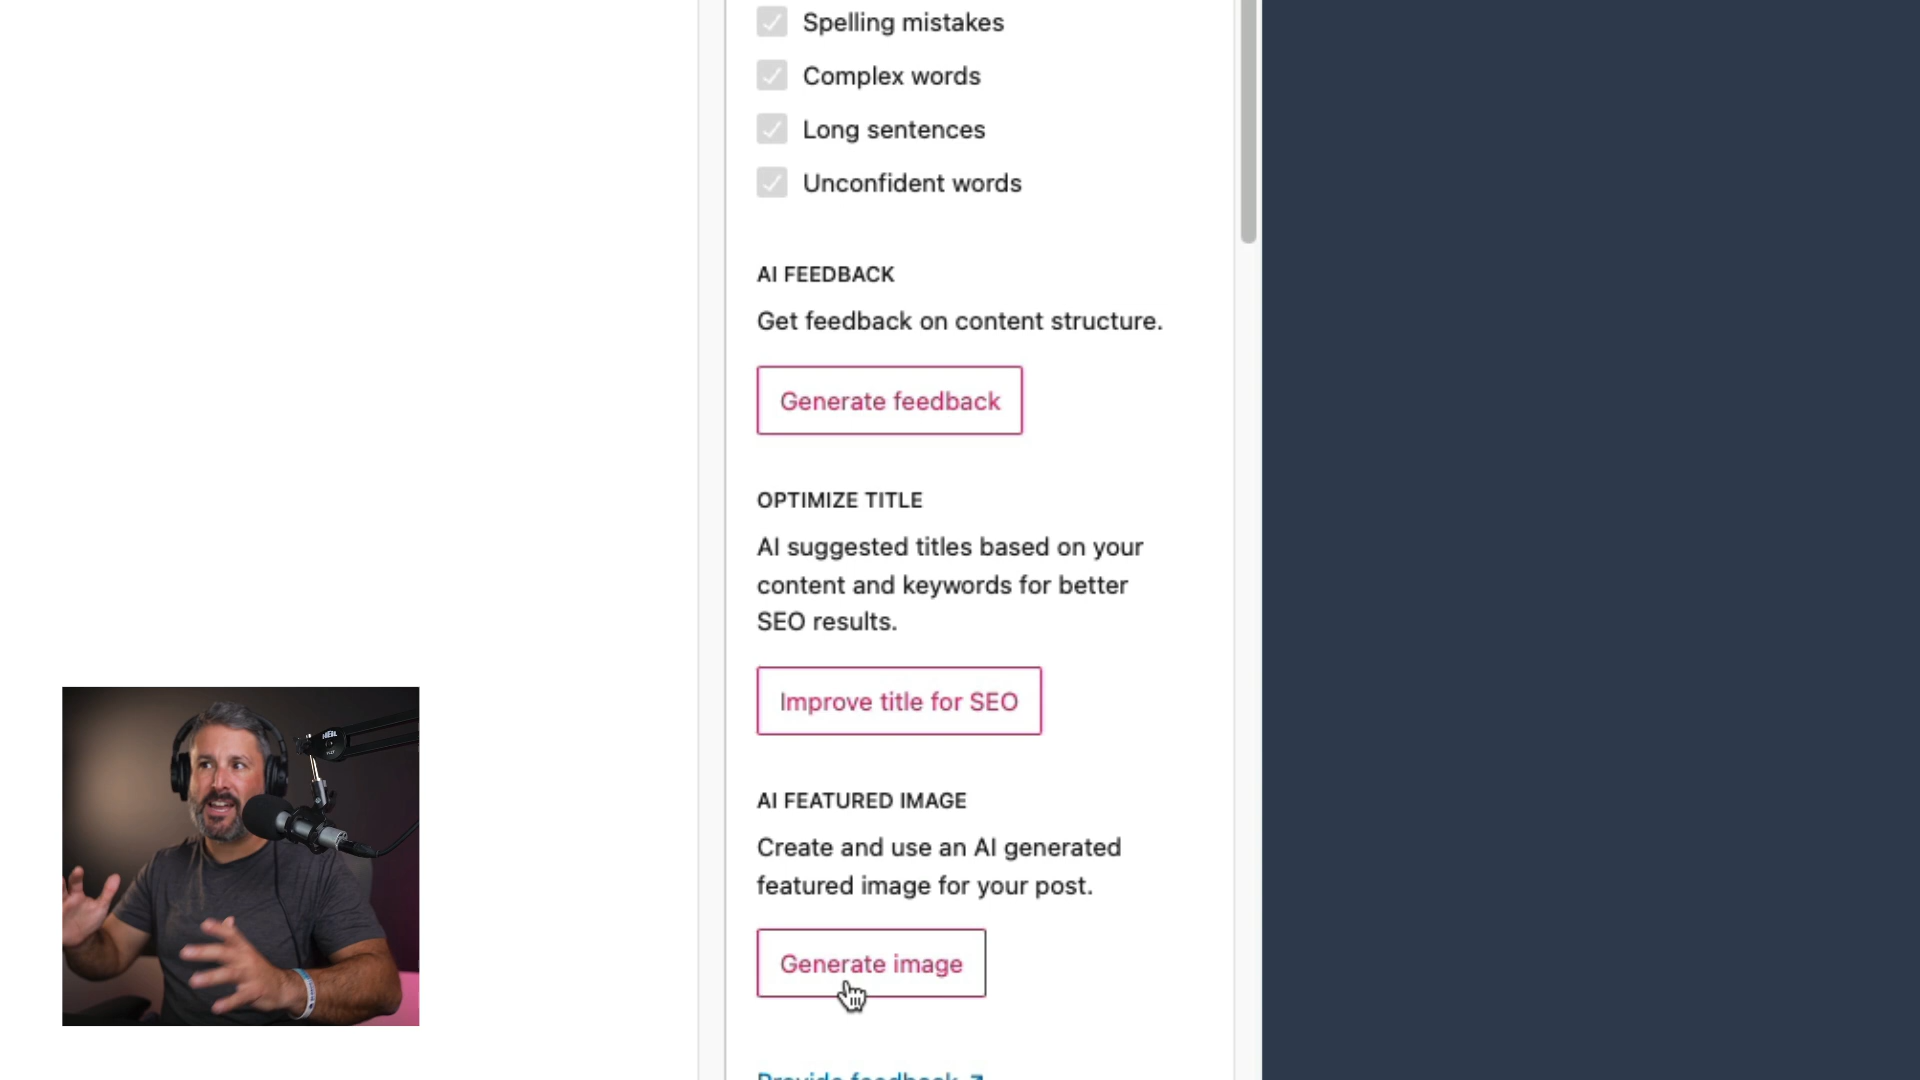 Spelling mistakes
Complex words
Long sentences
Unconfident words
AI FEEDBACK
Get feedback on content structure.
Generate feedback
OPTIMIZE TITLE
AI suggested titles based on your
content and keywords for better
SEO results.
Improve title for SEO
AI FEATURED IMAGE
Create and use an AI generated
featured image for your post.
Generate image
Provide feedback ↗